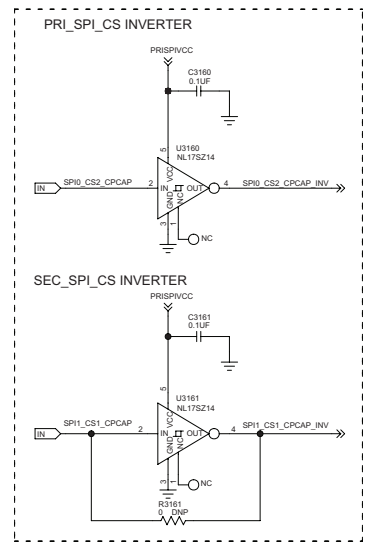 PRI_SPI_CS INVERTER
PRISPIVCC
C3160
0.1UF
U3160
NL17SZ14
5
IN SPI0_CS2_CPCAP 2 IN VCC OUT 4 SPI0_CS2_CPCAP_INV
GND NC
3 1
NC
SEC_SPI_CS INVERTER
PRISPIVCC
C3161
0.1UF
5
U3161
NL17SZ14
IN SPI1_CS1_CPCAP 2 IN VCC OUT 4 SPI1_CS1_CPCAP_INV
GND NC
3 1
NC
R3161
0 DNP